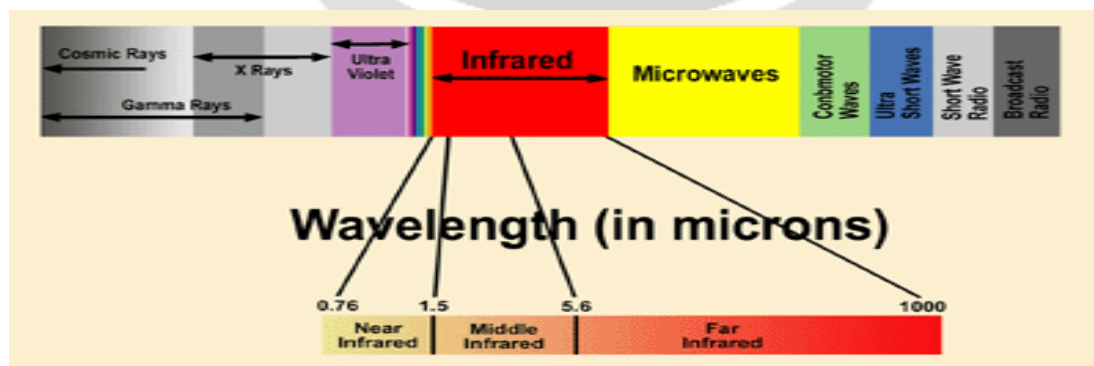 Cosmic Rays
X Rays
Gamma Rays
Ultra
Violet
Infrared
Microwaves
Conbmotor
Waves
Ultra
Short Waves
Short Wave
Radio
Broadcast
Radio
Wavelength (in microns)
0.76 1.5 5.6 1000
Near
Infrared
Middle
Infrared
Far
Infrared